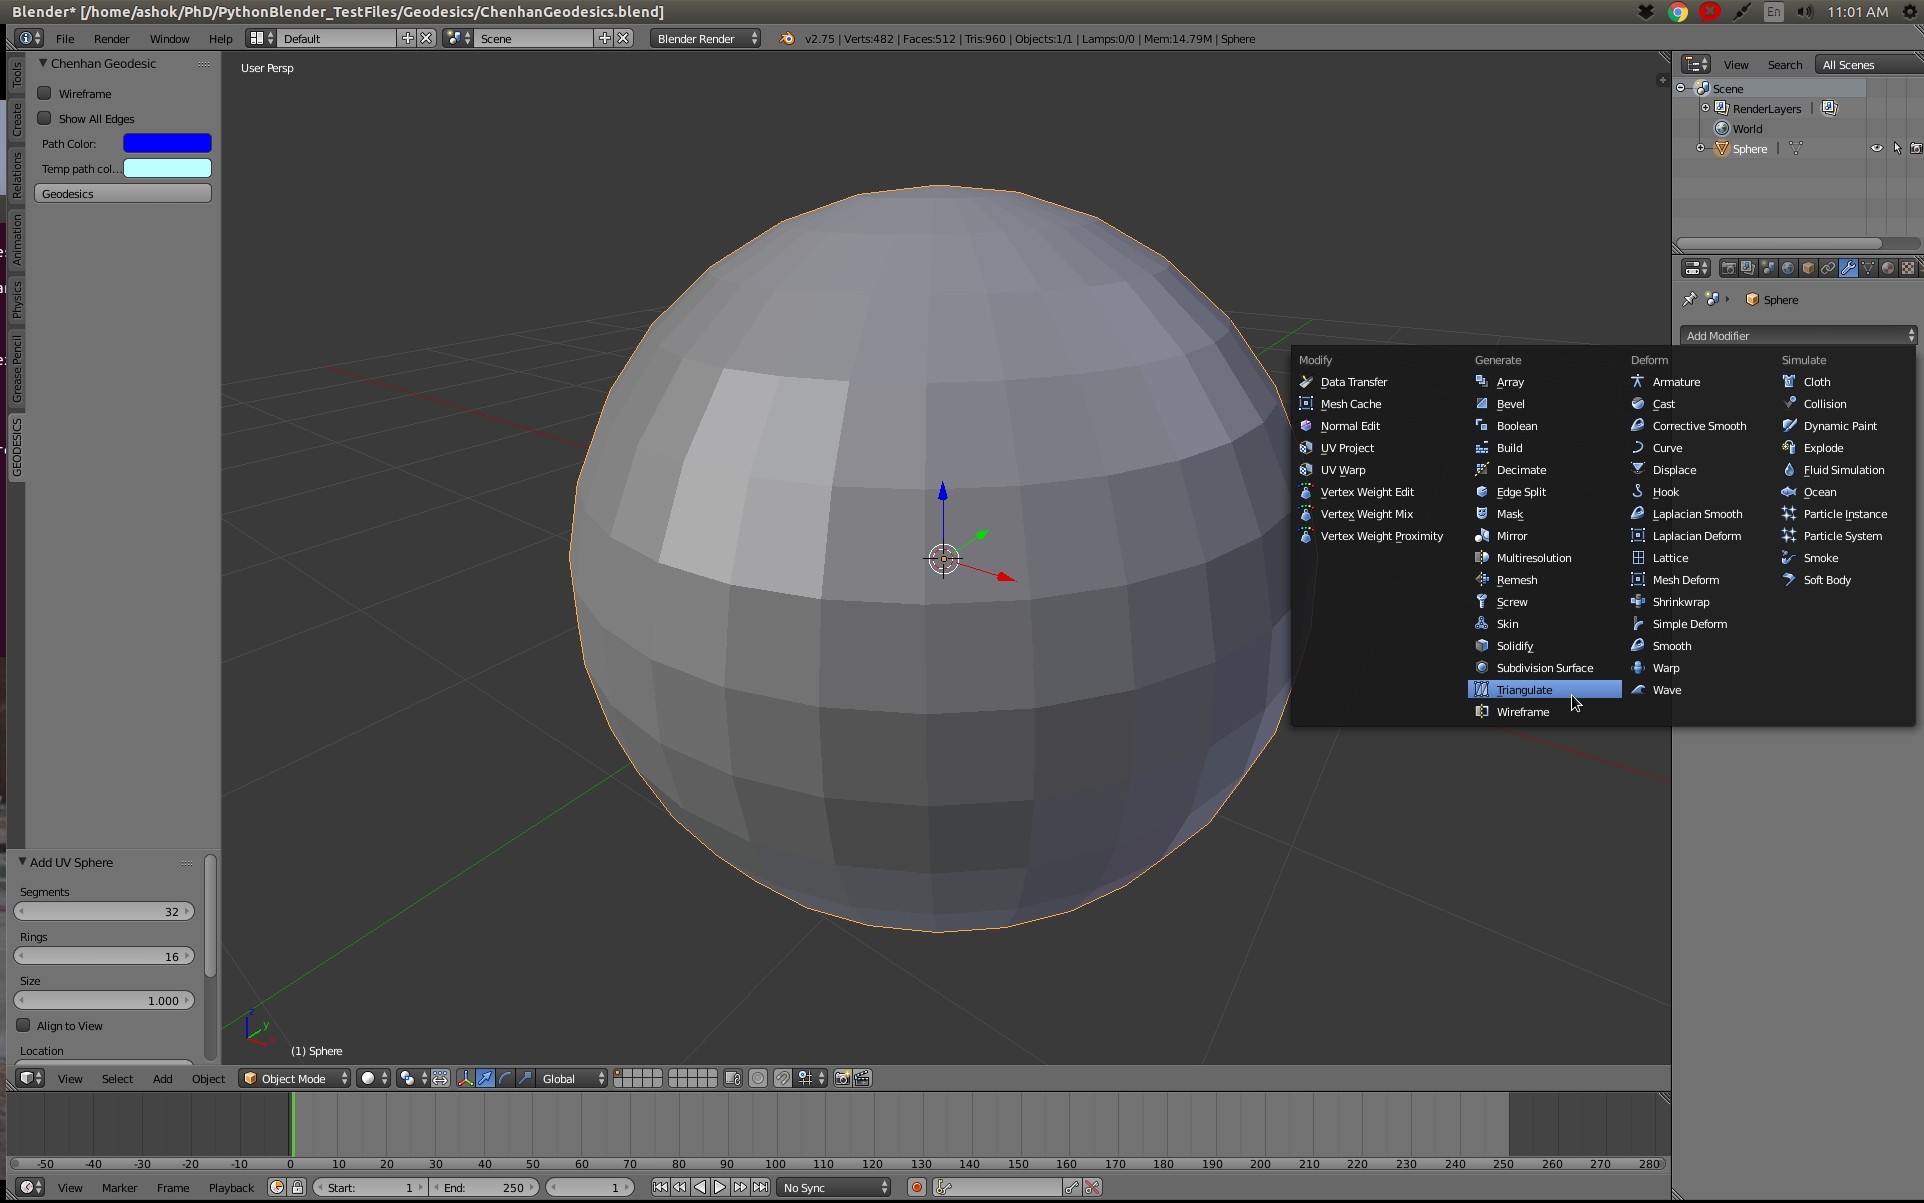 Blender* [/home/ashok/PhD/PythonBlender_TestFiles/Geodesics/ChenhanGeodesics.blend]
En 11:01 AM
File Render Window Help Default Scene Blender Render v2.75 | Verts:482 | Faces:512 | Tris:960 | Objects:1/1 | Lamps:0/0 | Mem:14.79M | Sphere
Tools
Create
Relations
Animation
Physics
Grease Pencil
GEODESICS
Chenhan Geodesic
Wireframe
Show All Edges
Path Color:
Temp path col...
Geodesics
User Persp
View Search All Scenes
Scene
RenderLayers |
World
Sphere |
Sphere
Add Modifier
Modify
Data Transfer
Mesh Cache
Normal Edit
UV Project
UV Warp
Vertex Weight Edit
Vertex Weight Mix
Vertex Weight Proximity
Generate
Array
Bevel
Boolean
Build
Decimate
Edge Split
Mask
Mirror
Multiresolution
Remesh
Screw
Skin
Solidify
Subdivision Surface
Triangulate
Wireframe
Deform
Armature
Cast
Corrective Smooth
Curve
Displace
Hook
Laplacian Smooth
Laplacian Deform
Lattice
Mesh Deform
Shrinkwrap
Simple Deform
Smooth
Warp
Wave
Simulate
Cloth
Collision
Dynamic Paint
Explode
Fluid Simulation
Ocean
Particle Instance
Particle System
Smoke
Soft Body
Add UV Sphere
Segments
32
Rings
16
Size
1.000
Align to View
Location
z y
(1) Sphere
View Select Add Object Object Mode Global
-50 -40 -30 -20 -10 0 10 20 30 40 50 60 70 80 90 100 110 120 130 140 150 160 170 180 190 200 210 220 230 240 250 260 270 280
View Marker Frame Playback Start: 1 End: 250 1 No Sync